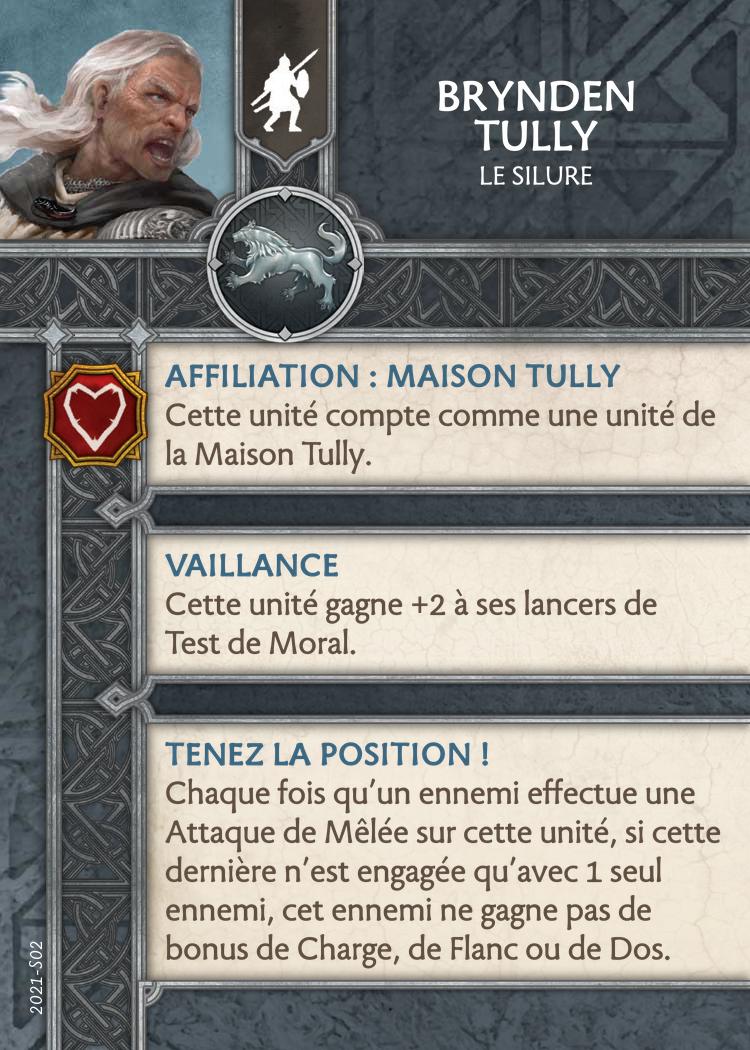 BRYNDEN
TULLY
LE SILURE
AFFILIATION : MAISON TULLY
Cette unité compte comme une unité de
la Maison Tully.
VAILLANCE
Cette unité gagne +2 à ses lancers de
Test de Moral.
TENEZ LA POSITION !
Chaque fois qu’un ennemi effectue une
Attaque de Mêlée sur cette unité, si cette
dernière n’est engagée qu’avec 1 seul
ennemi, cet ennemi ne gagne pas de
bonus de Charge, de Flanc ou de Dos.
2021-S02